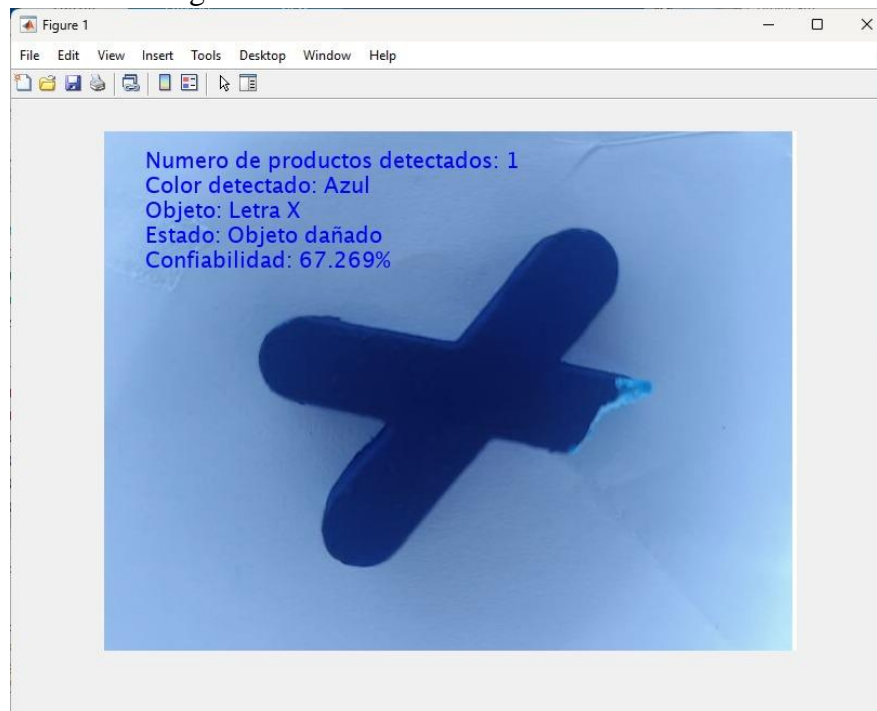 Figure 1
File Edit View Insert Tools Desktop Window Help
Numero de productos detectados: 1
Color detectado: Azul
Objeto: Letra X
Estado: Objeto dañado
Confiabilidad: 67.269%